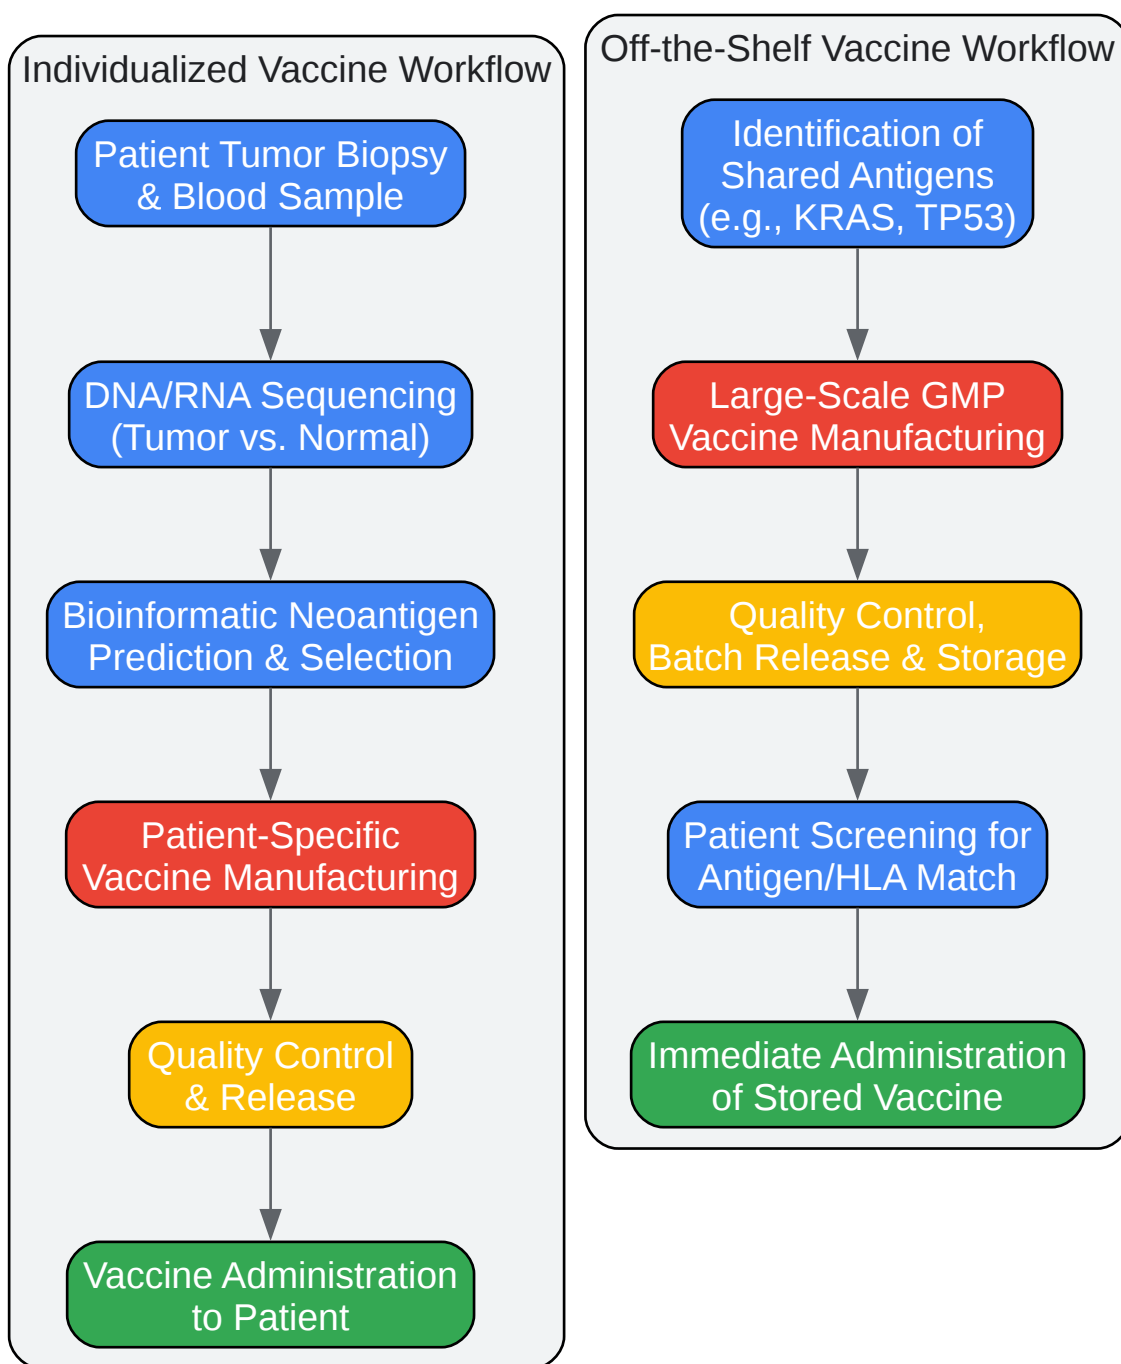 Individualized Vaccine Workflow
Patient Tumor Biopsy
& Blood Sample
DNA/RNA Sequencing
(Tumor vs. Normal)
Bioinformatic Neoantigen
Prediction & Selection
Patient-Specific
Vaccine Manufacturing
Quality Control
& Release
Vaccine Administration
to Patient
Off-the-Shelf Vaccine Workflow
Identification of
Shared Antigens
(e.g., KRAS, TP53)
Large-Scale GMP
Vaccine Manufacturing
Quality Control,
Batch Release & Storage
Patient Screening for
Antigen/HLA Match
Immediate Administration
of Stored Vaccine